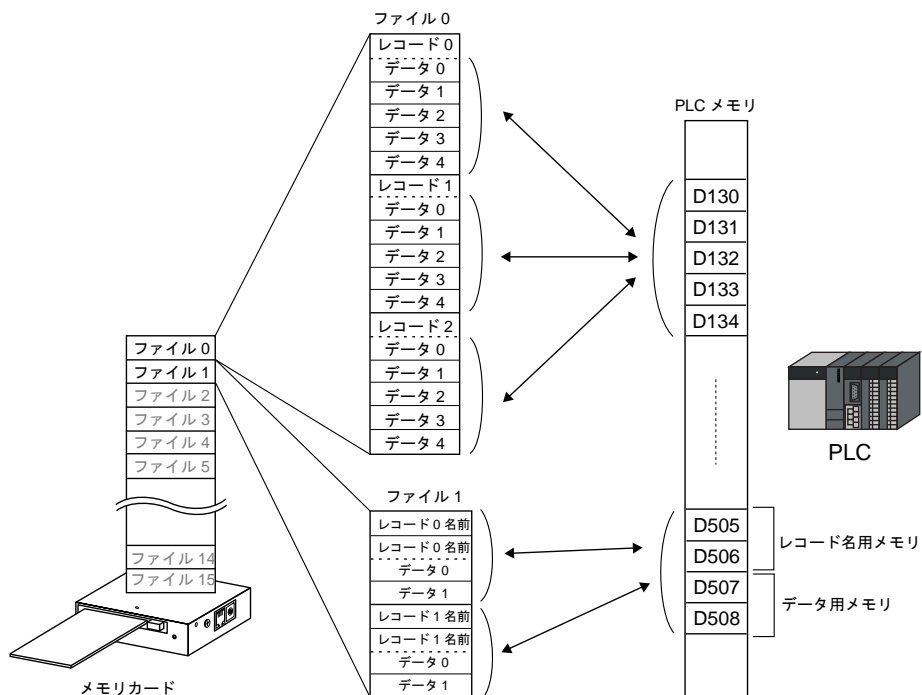 ファイル 0
レコード 0
データ 0
データ 1
データ 2
データ 3
データ 4
レコード 1
データ 0
データ 1
データ 2
データ 3
データ 4
レコード 2
データ 0
データ 1
データ 2
データ 3
データ 4
ファイル 0
ファイル 1
ファイル 2
ファイル 3
ファイル 4
ファイル 5
ファイル 14
ファイル 15
メモリカード
ファイル 1
レコード 0 名前
レコード 0 名前
データ 0
データ 1
レコード 1 名前
レコード 1 名前
データ 0
データ 1
PLC メモリ
D130
D131
D132
D133
D134
D505
D506
D507
D508
レコード名用メモリ
データ用メモリ
PLC